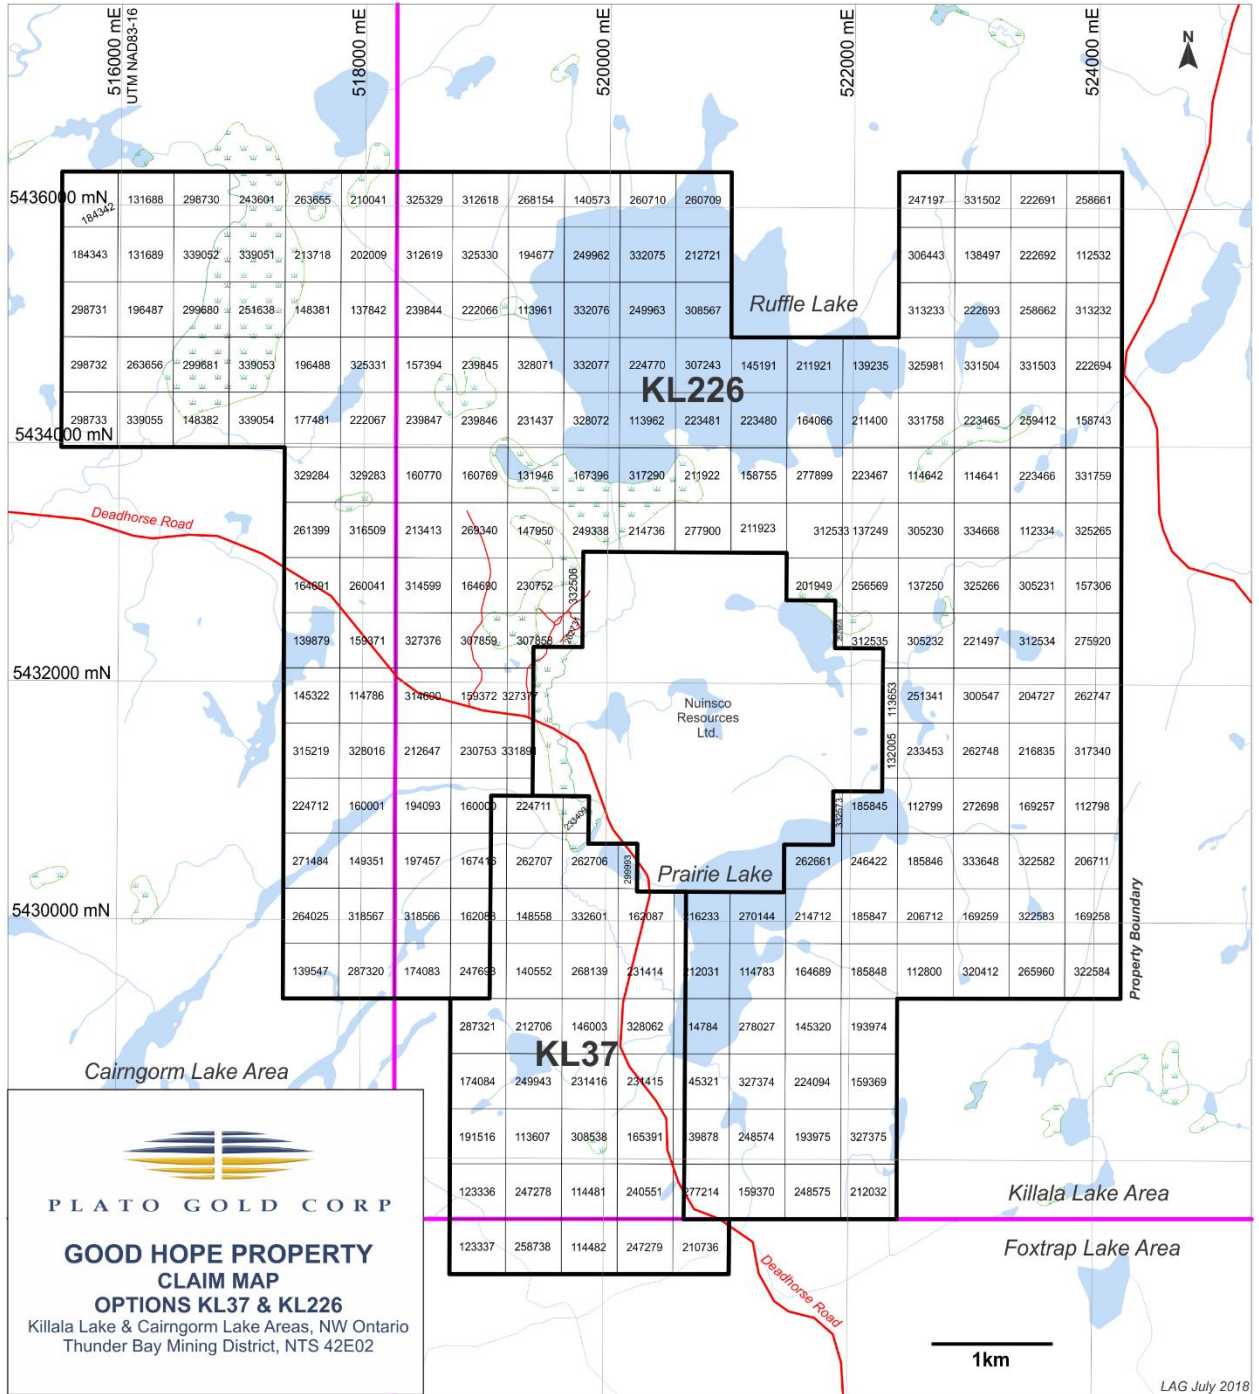 516000 mE
UTM NAD83-16
518000 mE
520000 mE
522000 mE
524000 mE
N
5436000 mN
184342 131688 298730 243601 263655 210041 325329 312618 268154 140573 260710 260709 247197 331502 222691 258661
184343 131689 339052 339051 213718 202009 312619 325330 194677 249962 332075 212721 306443 138497 222692 112532
Ruffle Lake
298731 196487 299680 251638 148381 137842 239844 222066 113961 332076 249963 308567 313233 222693 258662 313232
298732 263656 299681 339053 196488 325331 157394 239845 328071 332077 224770 307243 145191 211921 139235 325981 331504 331503 222694
KL226
298733 339055 148382 339054 177481 222067 239847 239846 231437 328072 113962 223481 223480 164066 211400 331758 223465 259412 158743
5434000 mN
329284 329283 160770 160769 131946 167396 317290 211922 158755 277899 223467 114642 114641 223466 331759
Deadhorse Road
261399 316509 213413 269340 147950 249338 214736 277900 211923 312533 137249 305230 334668 112334 325265
164691 260041 314599 164690 230752 332506 201949 256569 137250 325266 305231 157306
139879 159371 327376 307859 307858 312535 305232 221497 312534 275920
5432000 mN
145322 114786 314600 159372 327377 113653 251341 300547 204727 262747
Nuinsco
Resources
Ltd.
315219 328016 212647 230753 331891 132005 233453 262748 216835 317340
224712 160001 194093 160000 224711 233409 332673 185845 112799 272698 169257 112798
271484 149351 197457 167416 262707 262706 299993 262661 246422 185846 333648 322582 206711
Prairie Lake
5430000 mN
264025 318567 318566 162088 148558 332601 162087 216233 270144 214712 185847 206712 169259 322583 169258
Property Boundary
139547 287320 174083 247693 140552 268139 231414 212031 114783 164689 185848 112800 320412 265960 322584
287321 212706 146003 328062 14784 278027 145320 193974
KL37
Cairngorm Lake Area
174084 249943 231416 231415 45321 327374 224094 159369
191516 113607 308538 165391 39878 248574 193975 327375
123336 247278 114481 240551 277214 159370 248575 212032
Killala Lake Area
123337 258738 114482 247279 210736
Foxtrap Lake Area
Deadhorse Road
PLATO GOLD CORP
GOOD HOPE PROPERTY
CLAIM MAP
OPTIONS KL37 & KL226
Killala Lake & Cairngorm Lake Areas, NW Ontario
Thunder Bay Mining District, NTS 42E02
1km
LAG July 2018